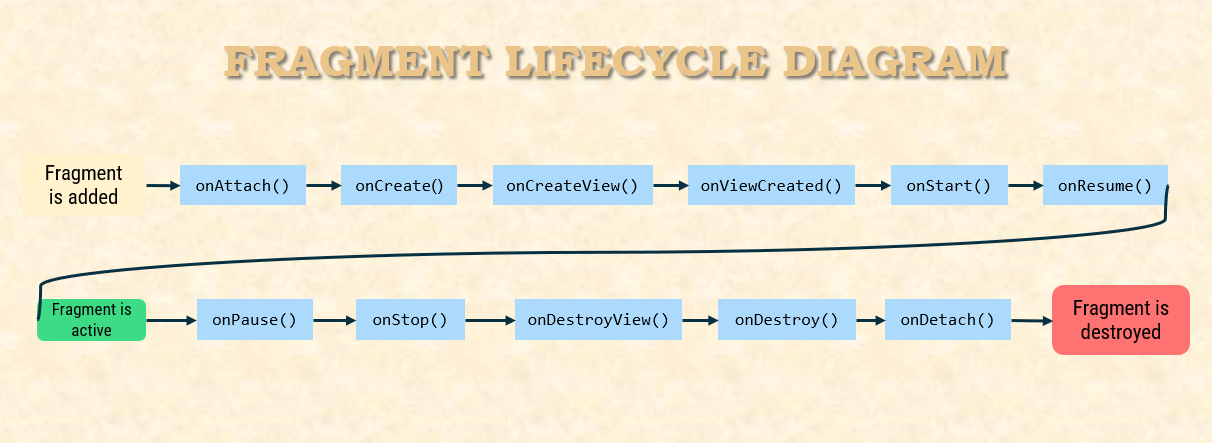 FRAGMENT LIFECYCLE DIAGRAM
Fragment
is added
onAttach()
onCreate()
onCreateView()
onViewCreated()
onStart()
onResume()
Fragment is
active
onPause()
onStop()
onDestroyView()
onDestroy()
onDetach()
Fragment is
destroyed